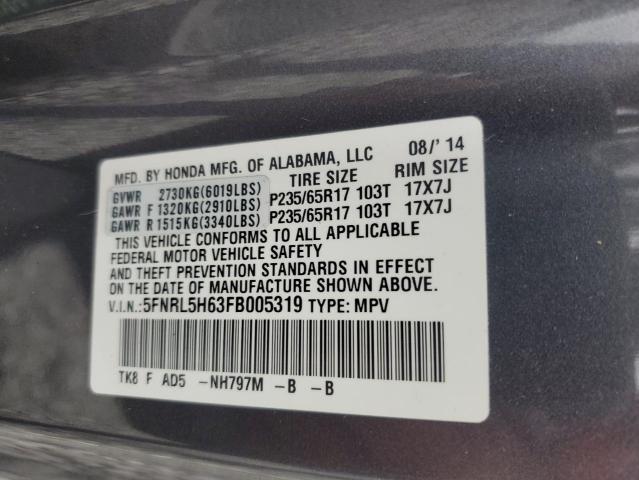 MFD. BY HONDA MFG. OF ALABAMA, LLC 08/' 14
TIRE SIZE RIM SIZE
GVWR 2730KG(6019LBS)
GAWR F 1320KG(2910LBS) P235/65R17 103T 17X7J
GAWR R 1515KG(3340LBS) P235/65R17 103T 17X7J
THIS VEHICLE CONFORMS TO ALL APPLICABLE
FEDERAL MOTOR VEHICLE SAFETY
AND THEFT PREVENTION STANDARDS IN EFFECT
ON THE DATE OF MANUFACTURE SHOWN ABOVE.
V.I.N.:5FNRL5H63FB005319 TYPE: MPV
TK8 F AD5 -NH797M -B -B